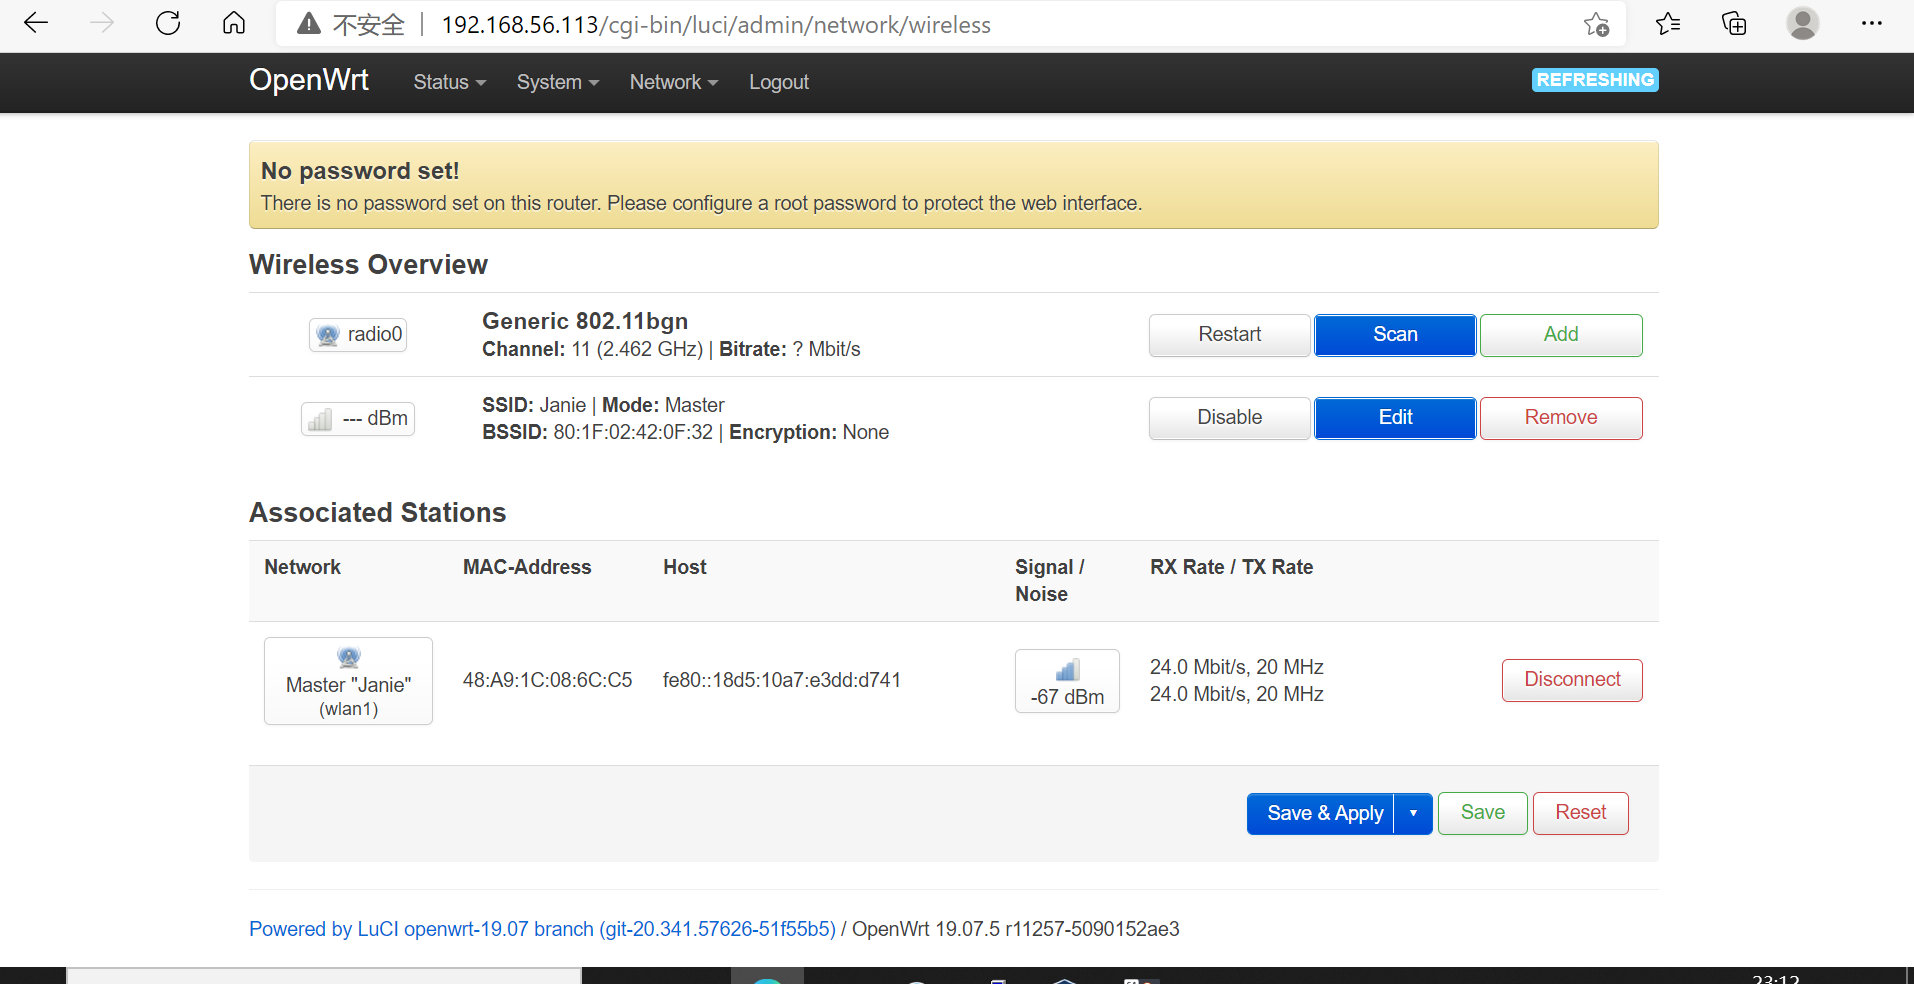 不安全 | 192.168.56.113/cgi-bin/luci/admin/network/wireless
OpenWrt Status System Network Logout REFRESHING
No password set!
There is no password set on this router. Please configure a root password to protect the web interface.
Wireless Overview
radio0
Generic 802.11bgn
Channel: 11 (2.462 GHz) | Bitrate: ? Mbit/s
Restart Scan Add
--- dBm
SSID: Janie | Mode: Master
BSSID: 80:1F:02:42:0F:32 | Encryption: None
Disable Edit Remove
Associated Stations
Network MAC-Address Host Signal / Noise RX Rate / TX Rate
Master "Janie"
(wlan1)
48:A9:1C:08:6C:C5
fe80::18d5:10a7:e3dd:d741
-67 dBm
24.0 Mbit/s, 20 MHz
24.0 Mbit/s, 20 MHz
Disconnect
Save & Apply Save Reset
Powered by LuCI openwrt-19.07 branch (git-20.341.57626-51f55b5) / OpenWrt 19.07.5 r11257-5090152ae3
23:12